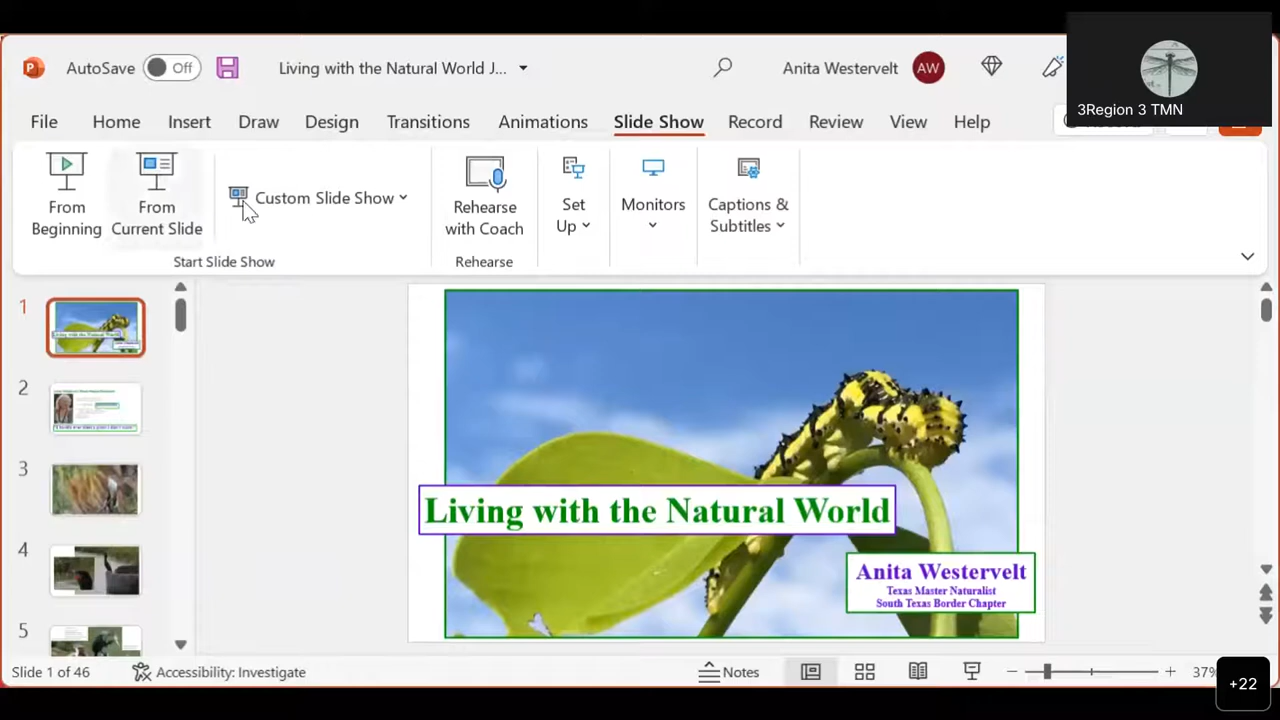 AutoSave
Off
Living with the Natural World J...
Anita Westervelt
AW
3Region 3 TMN
File
Home
Insert
Draw
Design
Transitions
Animations
Slide Show
Record
Review
View
Help
From
Beginning
From
Current Slide
Custom Slide Show
Start Slide Show
Rehearse
with Coach
Rehearse
Set
Up
Monitors
Captions &
Subtitles
1
2
3
4
5
Living with the Natural World
Anita Westervelt
Texas Master Naturalist
South Texas Border Chapter
Slide 1 of 46
Accessibility: Investigate
Notes
37%
+22